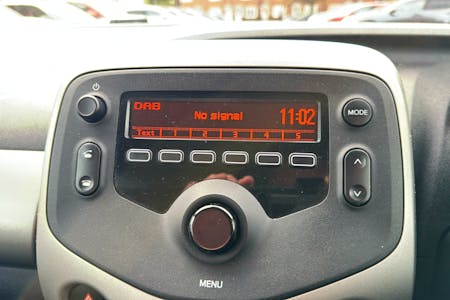 DAB
No signal 11:02
Text 1 2 3 4 5
MODE
MENU